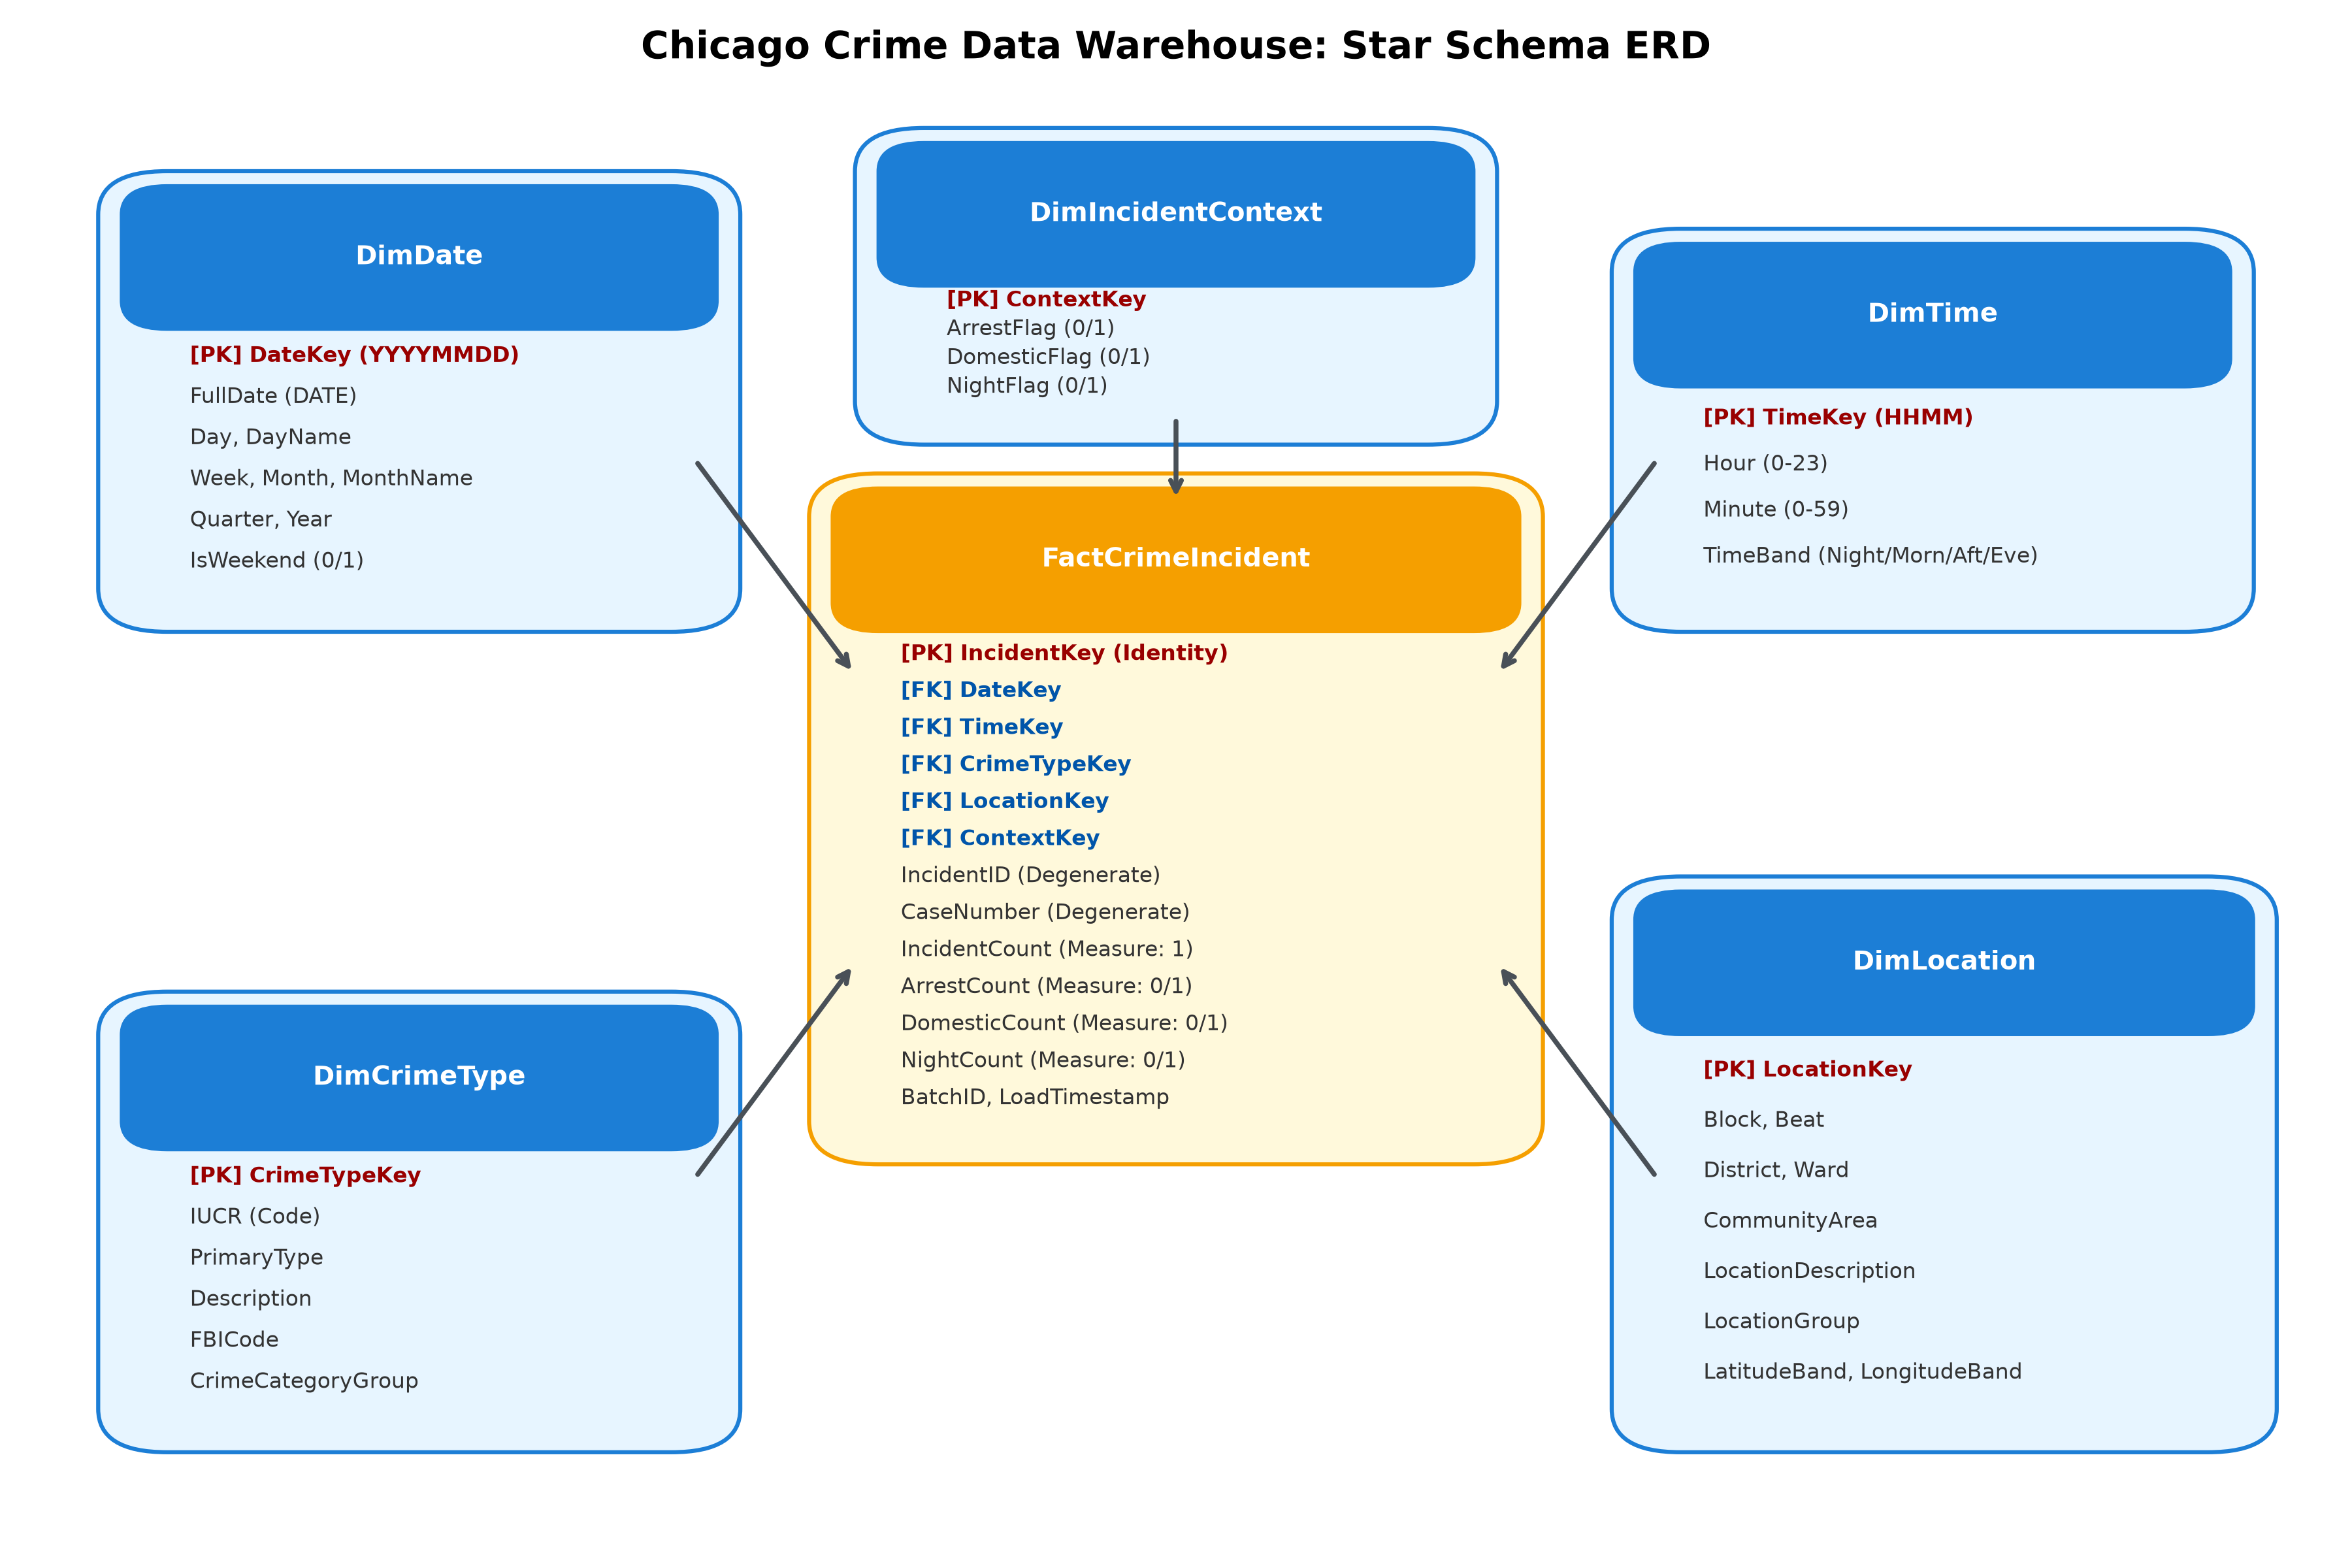 Chicago Crime Data Warehouse: Star Schema ERD
DimDate
[PK] DateKey (YYYYMMDD)
FullDate (DATE)
Day, DayName
Week, Month, MonthName
Quarter, Year
IsWeekend (0/1)
DimIncidentContext
[PK] ContextKey
ArrestFlag (0/1)
DomesticFlag (0/1)
NightFlag (0/1)
DimTime
[PK] TimeKey (HHMM)
Hour (0-23)
Minute (0-59)
TimeBand (Night/Morn/Aft/Eve)
FactCrimeIncident
[PK] IncidentKey (Identity)
[FK] DateKey
[FK] TimeKey
[FK] CrimeTypeKey
[FK] LocationKey
[FK] ContextKey
IncidentID (Degenerate)
CaseNumber (Degenerate)
IncidentCount (Measure: 1)
ArrestCount (Measure: 0/1)
DomesticCount (Measure: 0/1)
NightCount (Measure: 0/1)
BatchID, LoadTimestamp
DimCrimeType
[PK] CrimeTypeKey
IUCR (Code)
PrimaryType
Description
FBICode
CrimeCategoryGroup
DimLocation
[PK] LocationKey
Block, Beat
District, Ward
CommunityArea
LocationDescription
LocationGroup
LatitudeBand, LongitudeBand